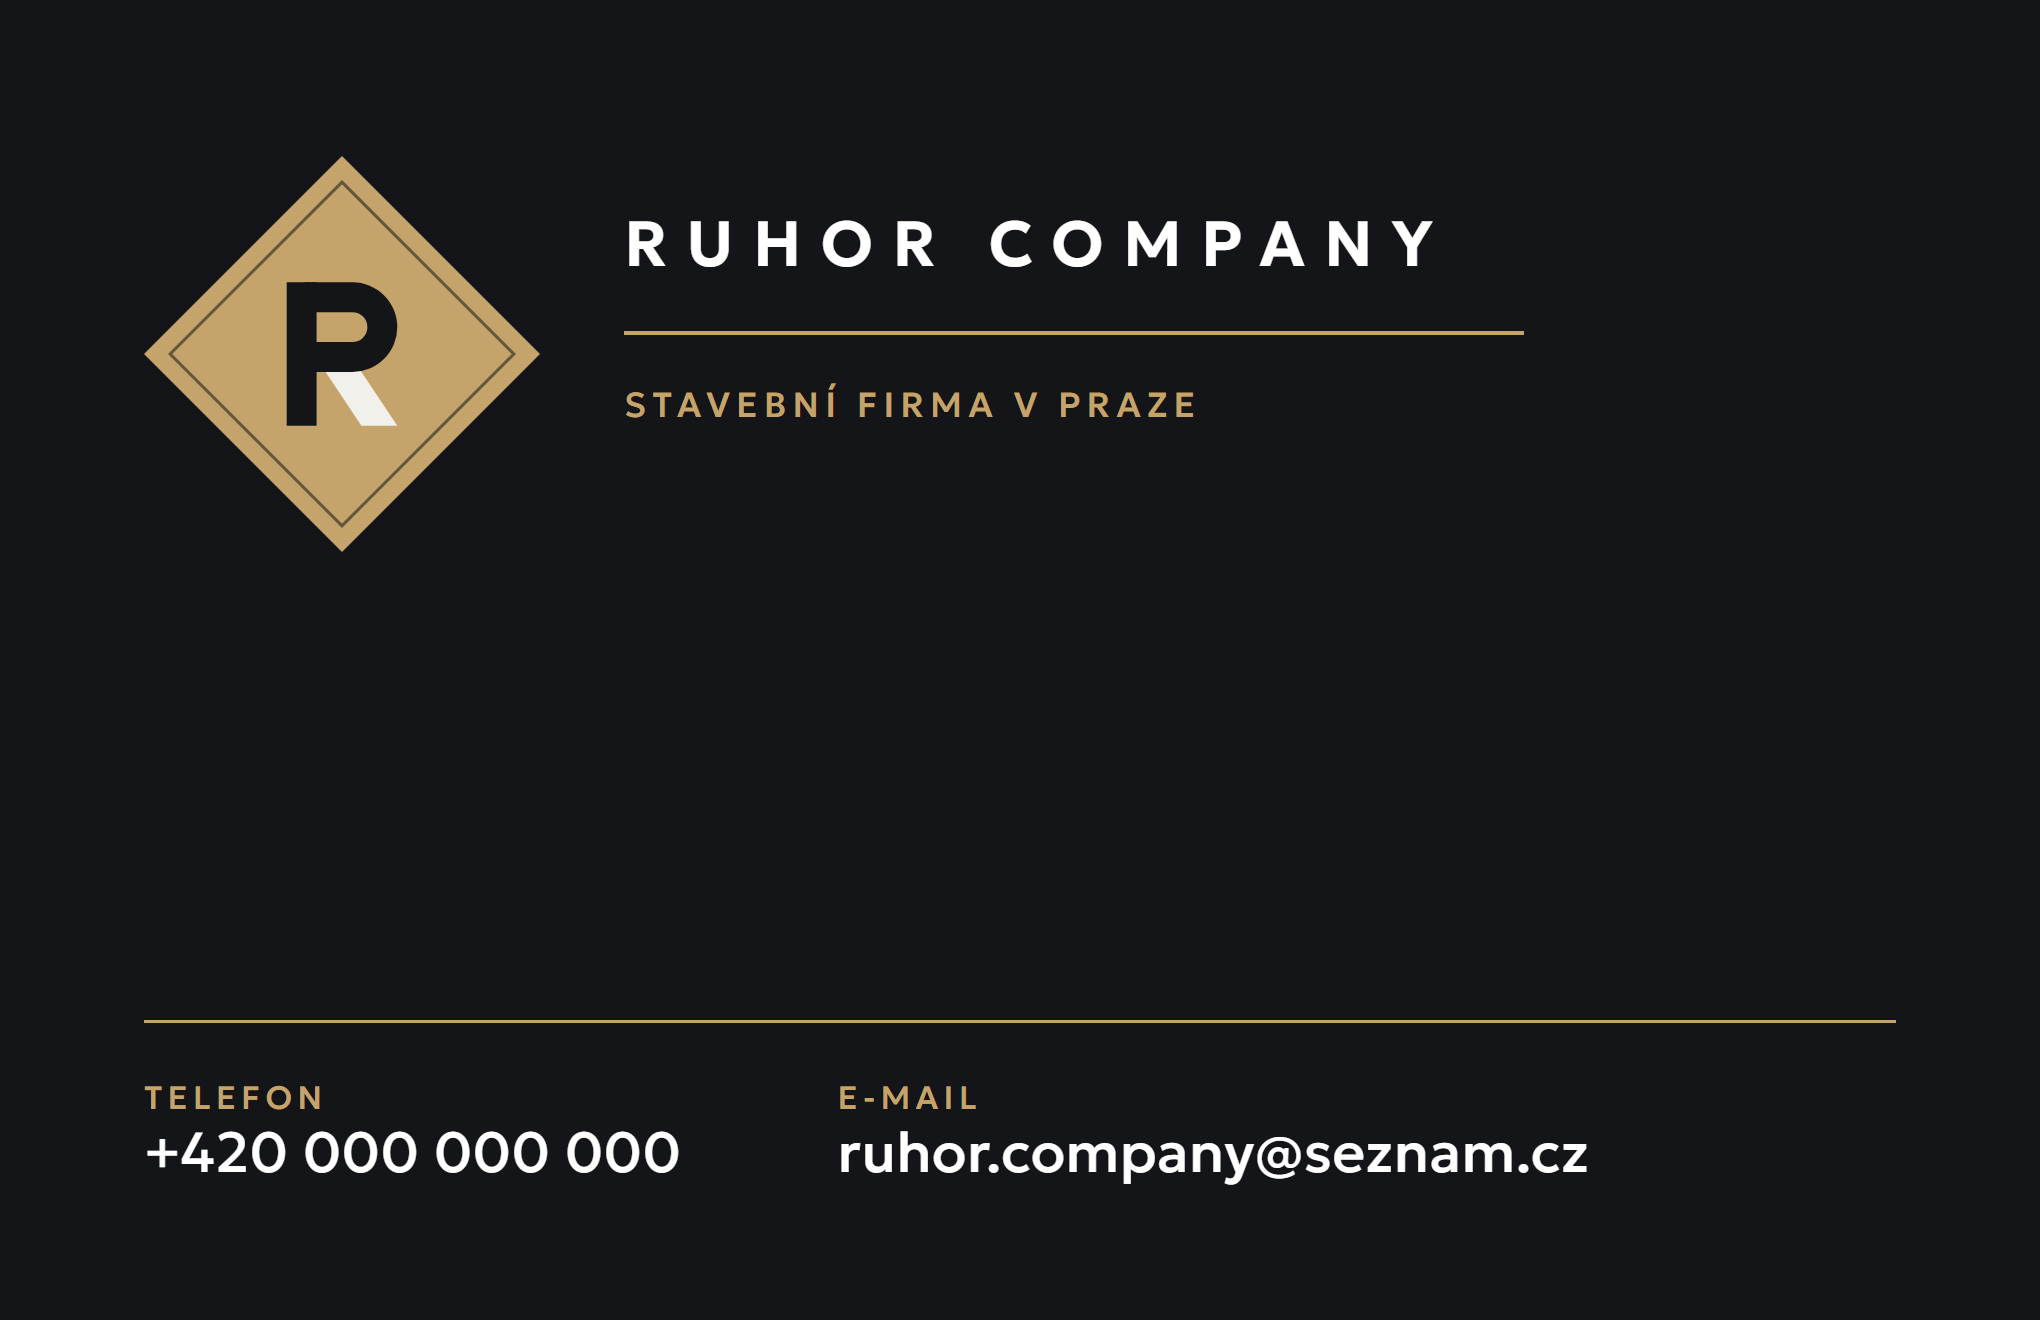 R
RUHOR COMPANY
STAVEBNÍ FIRMA V PRAZE
TELEFON
+420 000 000 000
E-MAIL
ruhor.company@seznam.cz